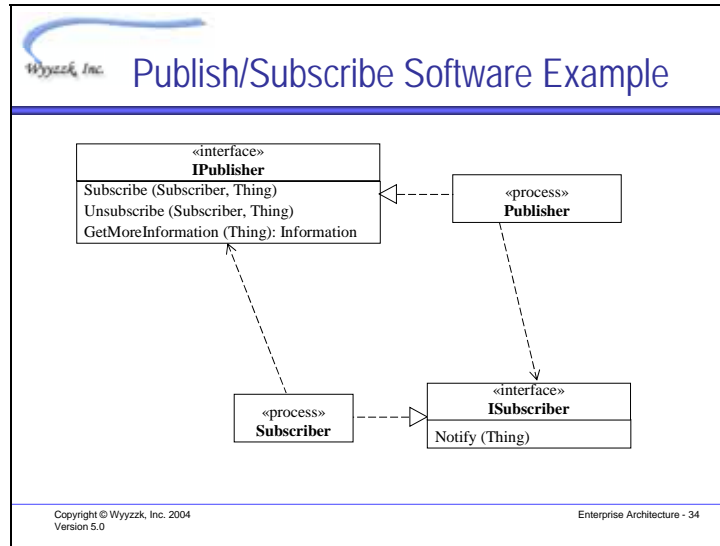 Wyyzzk, Inc.
Publish/Subscribe Software Example
«interface»
IPublisher
Subscribe (Subscriber, Thing)
Unsubscribe (Subscriber, Thing)
GetMoreInformation (Thing): Information
«process»
Publisher
«process»
Subscriber
«interface»
ISubscriber
Notify (Thing)
Copyright © Wyyzzk, Inc. 2004
Version 5.0
Enterprise Architecture - 34